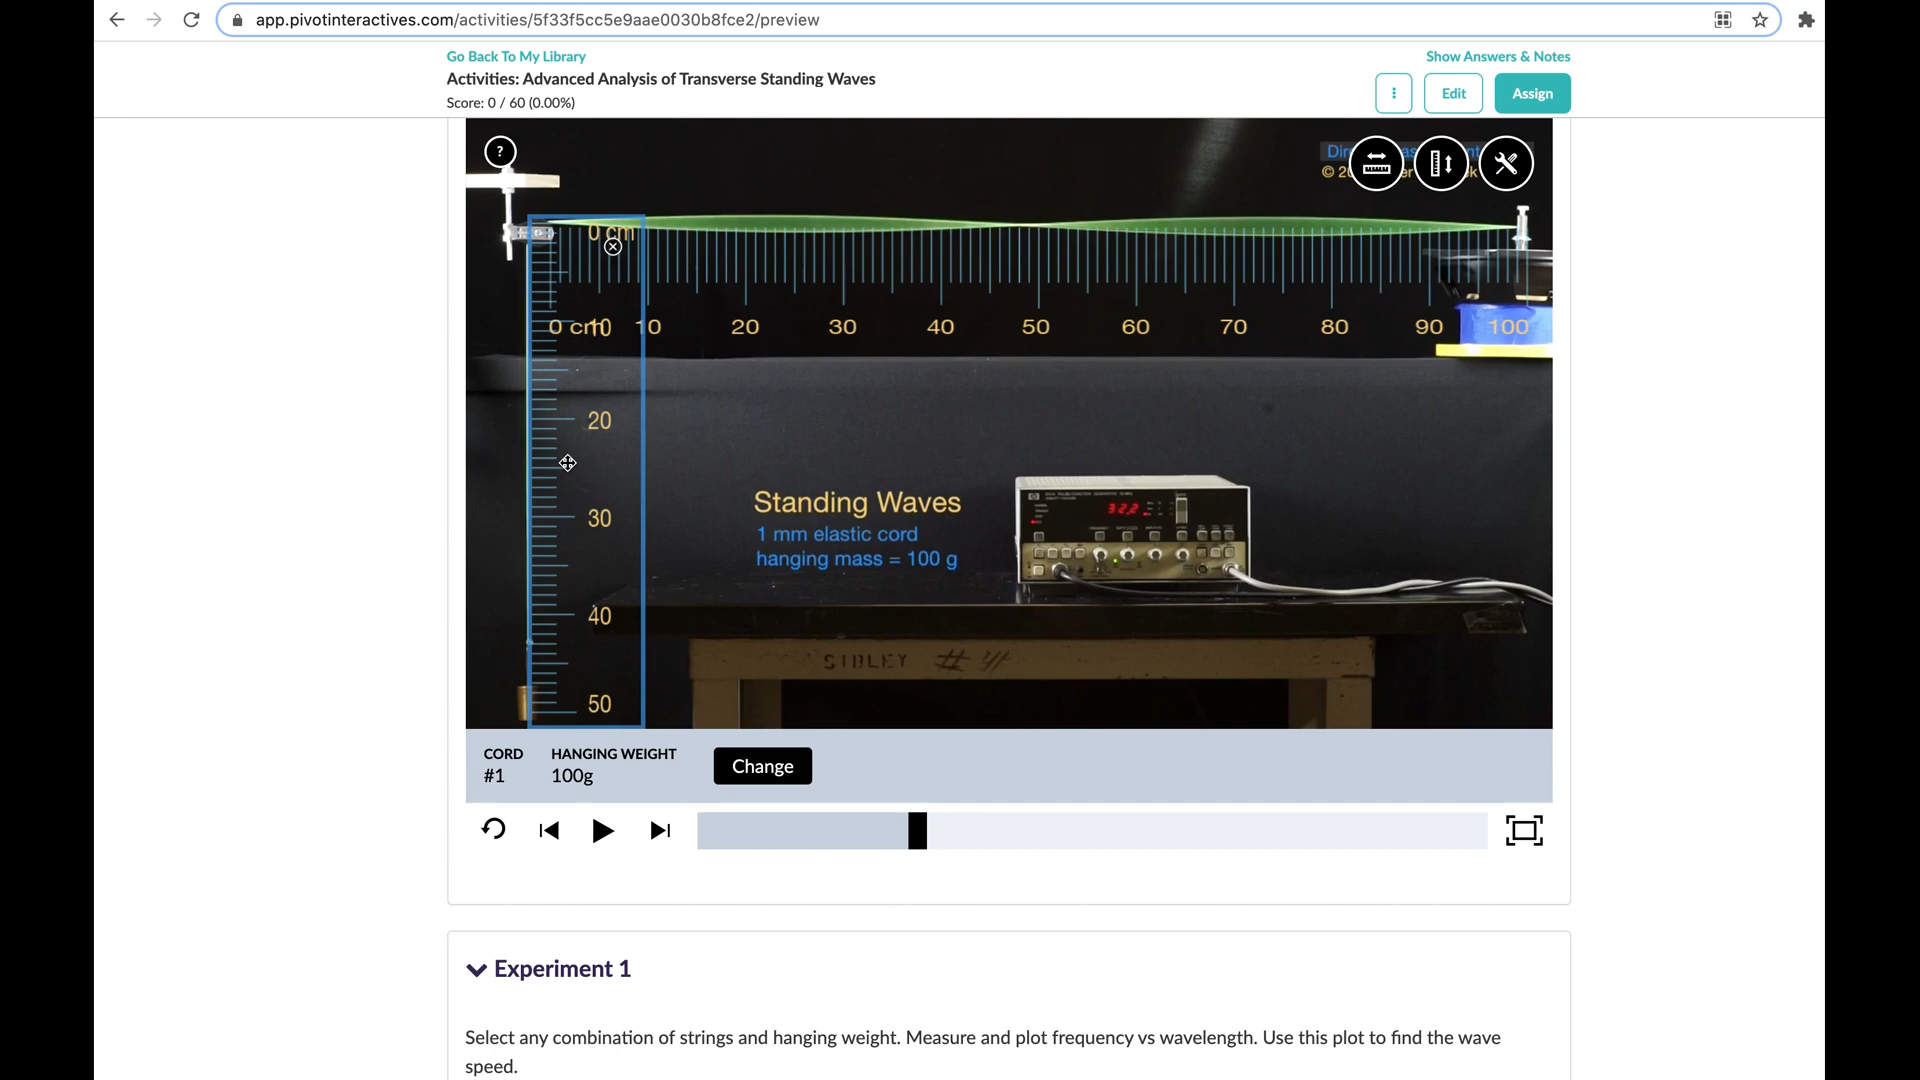 app.pivotinteractives.com/activities/5f33f5cc5e9aae0030b8fce2/preview
Go Back To My Library
Show Answers & Notes
Activities: Advanced Analysis of Transverse Standing Waves
Score: 0 / 60 (0.00%)
Edit
Assign
?
0 cm
0 cm 10 20 30 40 50 60 70 80 90 100
10
20
30
40
50
Standing Waves
1 mm elastic cord
hanging mass = 100 g
32.2
SIBLEY # 41
CORD
#1
HANGING WEIGHT
100g
Change
Experiment 1
Select any combination of strings and hanging weight. Measure and plot frequency vs wavelength. Use this plot to find the wave
speed.